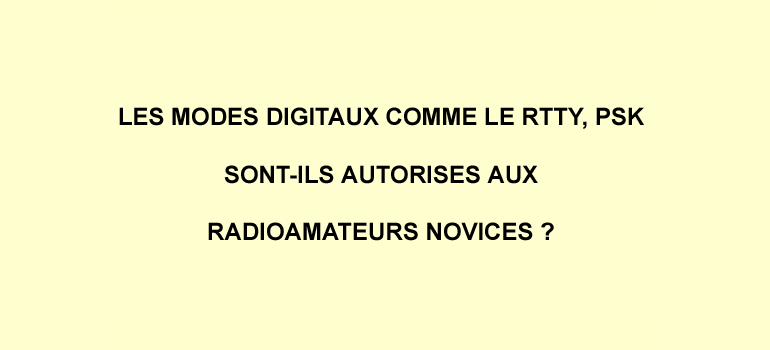 LES MODES DIGITAUX COMME LE RTTY, PSK
SONT-ILS AUTORISES AUX
RADIOAMATEURS NOVICES ?